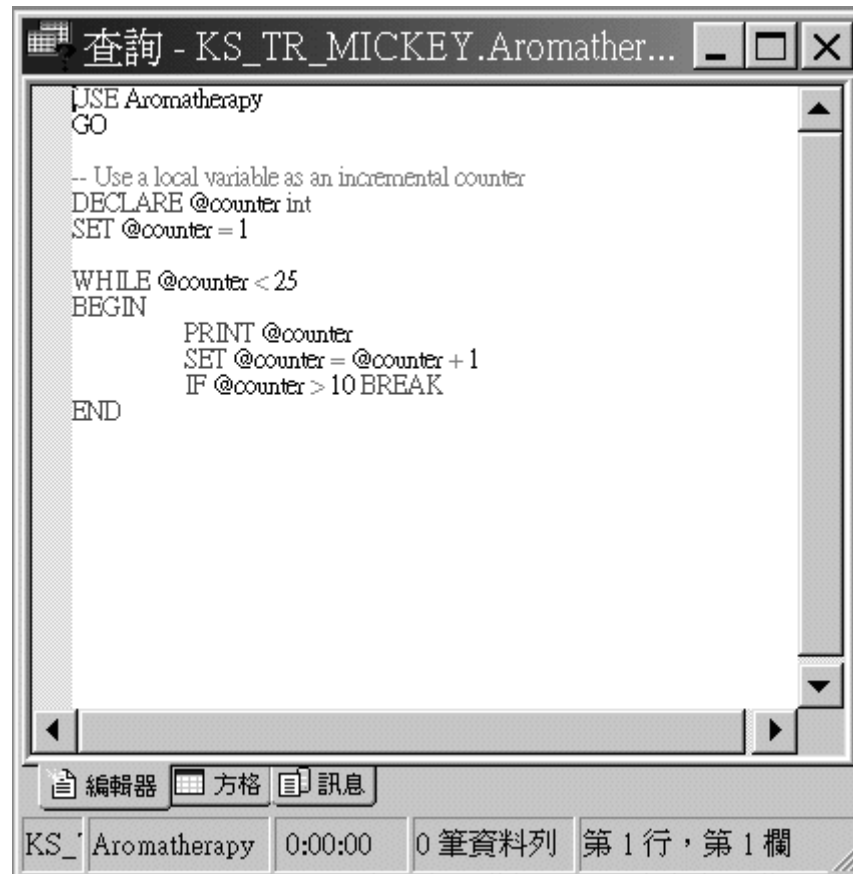 查詢 - KS_TR_MICKEY.Aromather...
USE Aromatherapy
GO
-- Use a local variable as an incremental counter
DECLARE @counter int
SET @counter = 1
WHILE @counter < 25
BEGIN
PRINT @counter
SET @counter = @counter + 1
IF @counter > 10 BREAK
END
編輯器 方格 訊息
KS_' Aromatherapy 0:00:00 0 筆資料列 第 1 行，第 1 欄